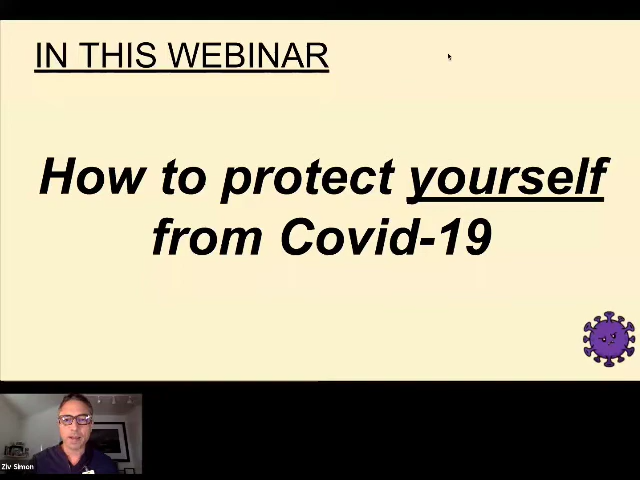 IN THIS WEBINAR
How to protect yourself
from Covid-19
Ziv Simon